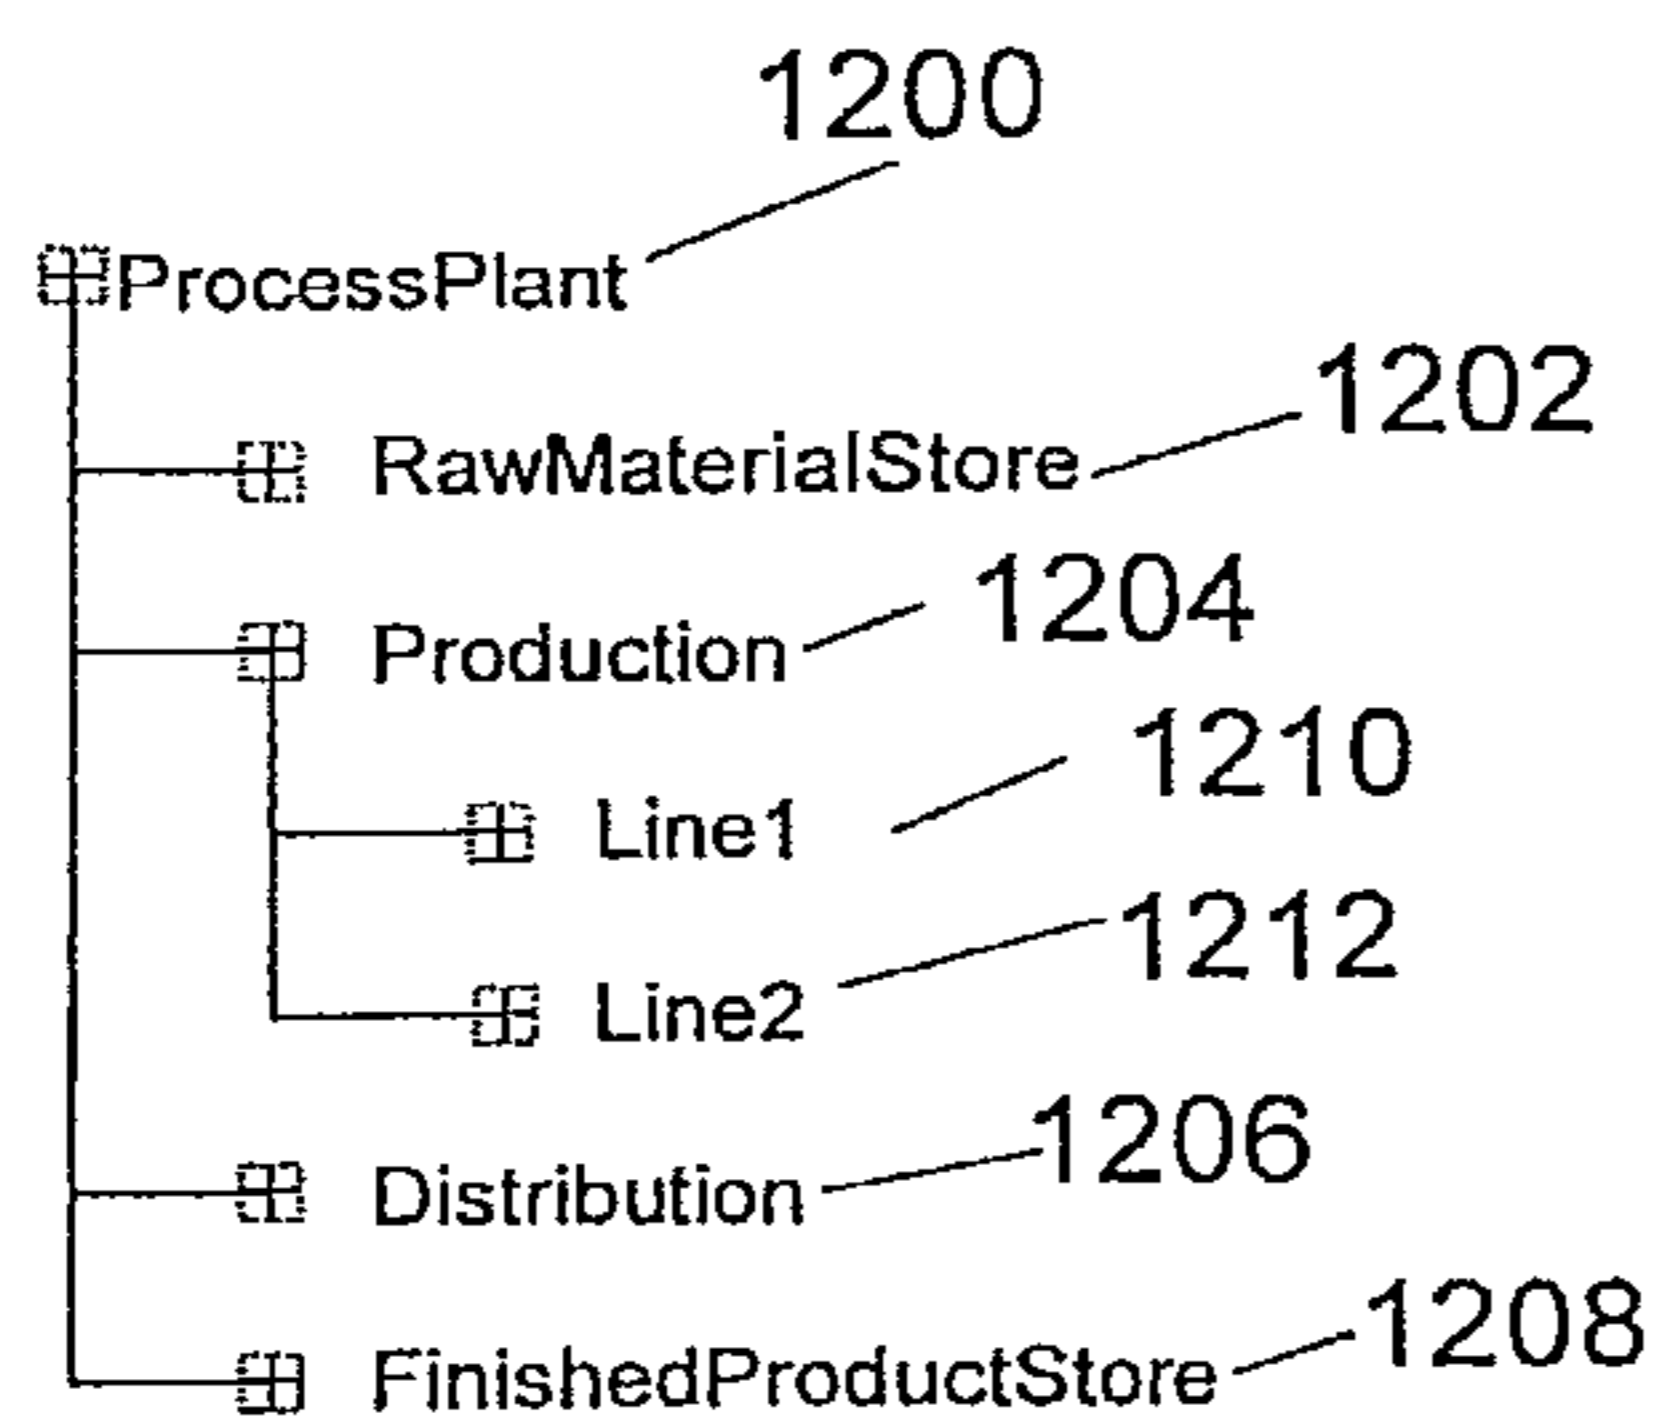 1200
ProcessPlant
1202
RawMaterialStore
1204
Production
1210
Line1
1212
Line2
1206
Distribution
1208
FinishedProductStore